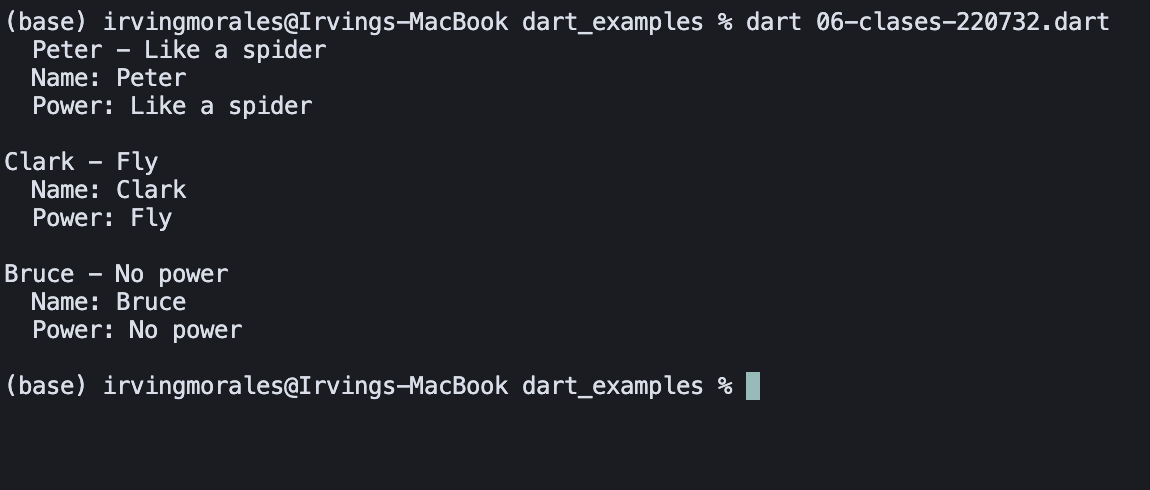 (base) irvingmorales@Irvings-MacBook dart_examples % dart 06-clases-220732.dart
  Peter - Like a spider
  Name: Peter
  Power: Like a spider

Clark - Fly
  Name: Clark
  Power: Fly

Bruce - No power
  Name: Bruce
  Power: No power

(base) irvingmorales@Irvings-MacBook dart_examples %